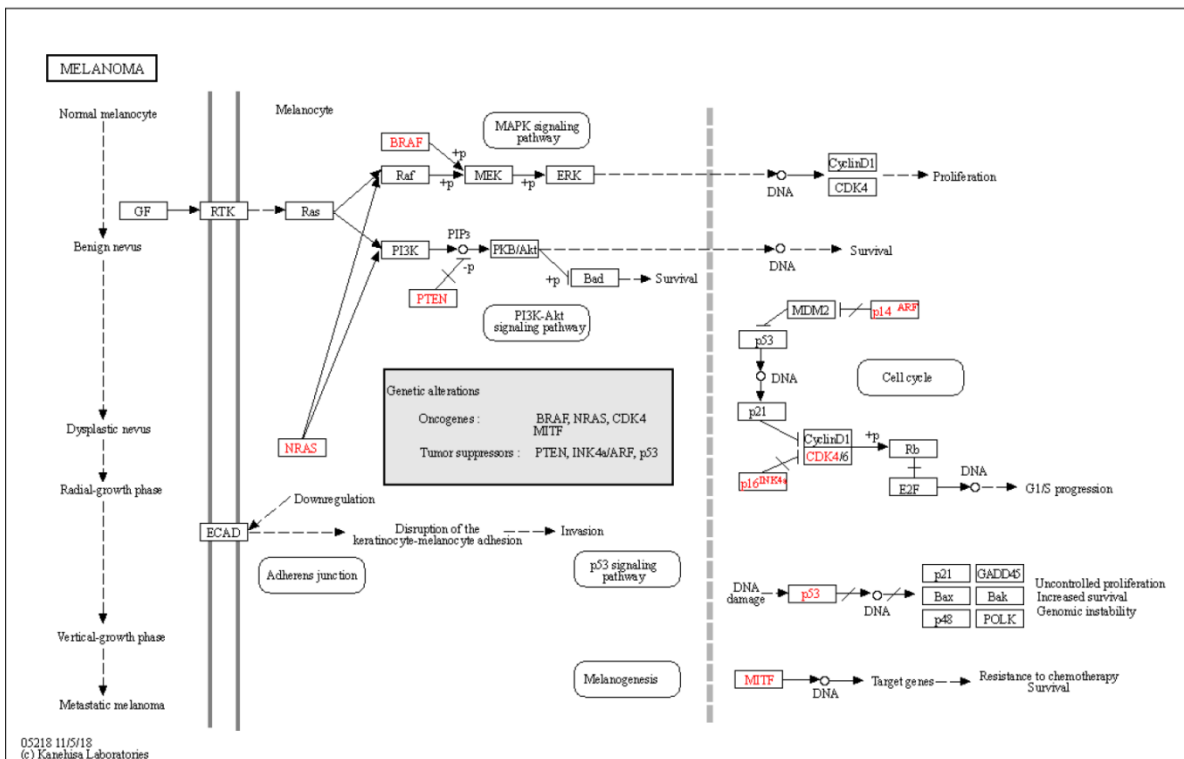 MELANOMA
Normal melanocyte
Benign nevus
Dysplastic nevus
Radial-growth phase
Vertical-growth phase
Metastatic melanoma
Melanocyte
BRAF
+p
MAPK signaling
pathway
Raf
+p
MEK
+p
ERK
DNA
CyclinD1
CDK4
Proliferation
GF
RTK
Ras
PI3K
PIP3
-p
PKB/Akt
DNA
Survival
+p
Bad
Survival
PTEN
PI3K-Akt
signaling pathway
MDM2
p14 ARF
p53
DNA
Cell cycle
p21
CyclinD1
CDK4/6
+p
Rb
p16INK4a
E2F
DNA
G1/S progression
Genetic alterations
Oncogenes : BRAF, NRAS, CDK4
MITF
Tumor suppressors : PTEN, INK4a/ARF, p53
NRAS
Downregulation
ECAD
Disruption of the
keratinocyte-melanocyte adhesion
Invasion
Adherens junction
p53 signaling
pathway
DNA
damage
p53
DNA
p21
GADD45
Bax
Bak
p48
POLK
Uncontrolled proliferation
Increased survival
Genomic instability
Melanogenesis
MITF
DNA
Target genes
Resistance to chemotherapy
Survival
05218 11/5/18
(c) Kanehisa Laboratories